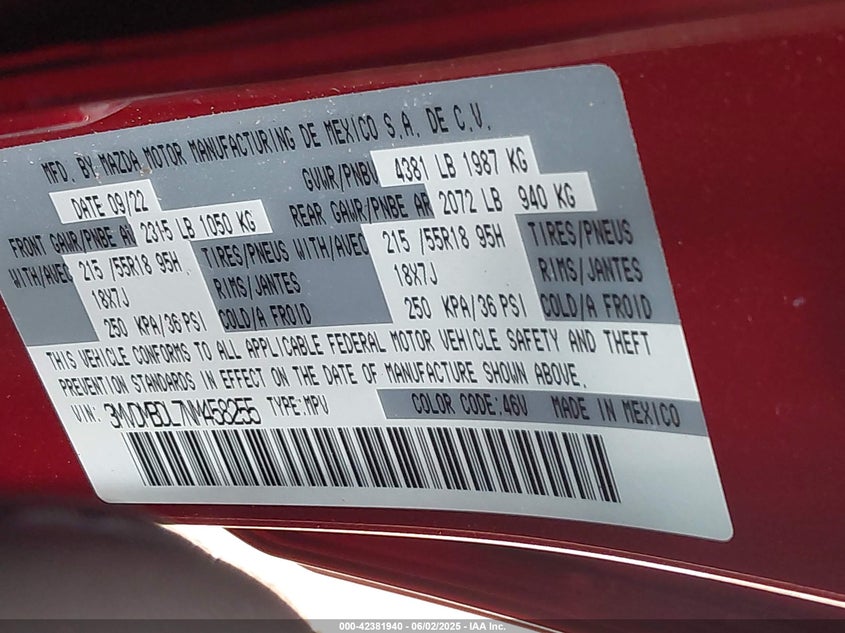 MFD. BY MAZDA MOTOR MANUFACTURING DE MEXICO S.A. DE C.V.
DATE 09/22 GVWR/PNBV 4381 LB 1987 KG
FRONT GAWR/PNBE AV 2315 LB 1050 KG REAR GAWR/PNBE AR 2072 LB 940 KG
WITH/AVEC 215 /55R18 95H TIRES/PNEUS WITH/AVEC 215 /55R18 95H TIRES/PNEUS
18X7J RIMS/JANTES 18X7J RIMS/JANTES
250 KPA/36 PSI COLD/A FROID 250 KPA/36 PSI COLD/A FROID
THIS VEHICLE CONFORMS TO ALL APPLICABLE FEDERAL MOTOR VEHICLE SAFETY AND THEFT
PREVENTION STANDARDS IN EFFECT ON THE DATE OF MANUFACTURE SHOWN ABOVE.
VIN: 3MVDMBDL7NM458255 TYPE:MPV COLOR CODE:46V MADE IN MEXICO
000-42381940 - 06/02/2025 - IAA Inc.